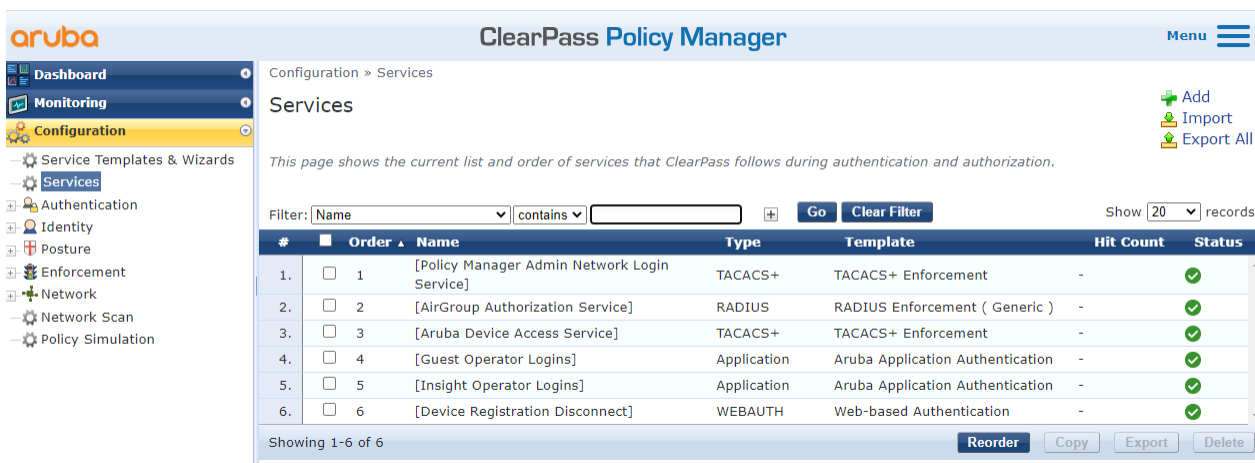 aruba
ClearPass Policy Manager
Menu
Dashboard
Monitoring
Configuration
Service Templates & Wizards
Services
Authentication
Identity
Posture
Enforcement
Network
Network Scan
Policy Simulation
Configuration » Services
Services
Add
Import
Export All
This page shows the current list and order of services that ClearPass follows during authentication and authorization.
Filter: Name contains + Go Clear Filter Show 20 records
# Order ▲ Name Type Template Hit Count Status
1. 1 [Policy Manager Admin Network Login
Service] TACACS+ TACACS+ Enforcement -
2. 2 [AirGroup Authorization Service] RADIUS RADIUS Enforcement ( Generic ) -
3. 3 [Aruba Device Access Service] TACACS+ TACACS+ Enforcement -
4. 4 [Guest Operator Logins] Application Aruba Application Authentication -
5. 5 [Insight Operator Logins] Application Aruba Application Authentication -
6. 6 [Device Registration Disconnect] WEBAUTH Web-based Authentication -
Showing 1-6 of 6 Reorder Copy Export Delete